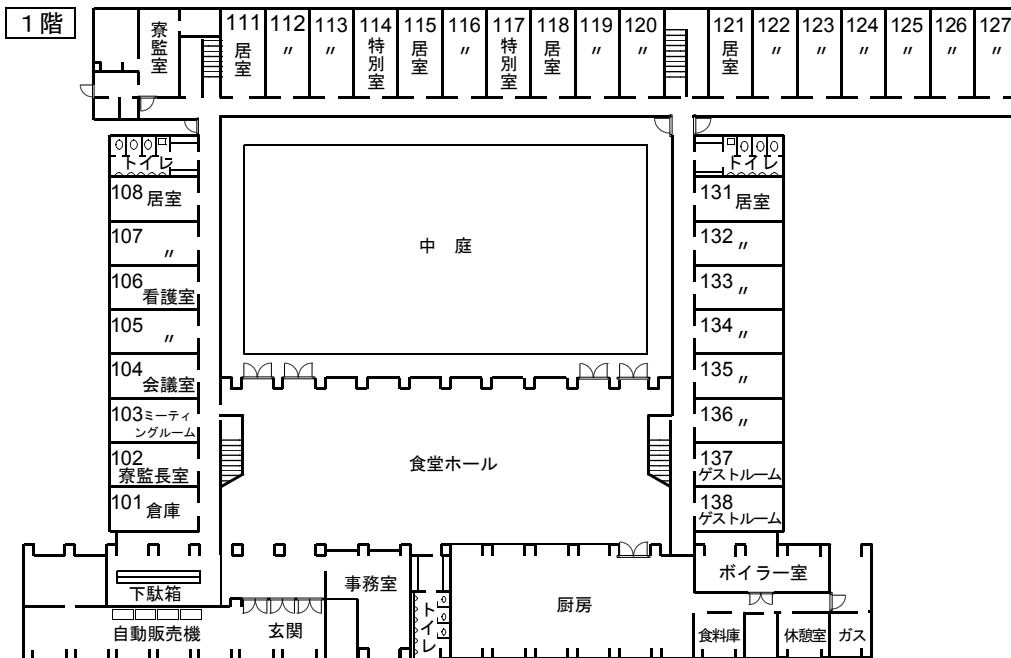 1階
寮監室
111 居室
112 〃
113 〃
114 特別室
115 居室
116 〃
117 特別室
118 居室
119 〃
120 〃
121 居室
122 〃
123 〃
124 〃
125 〃
126 〃
127 〃
トイレ
108 居室
107 〃
106 看護室
105 〃
104 会議室
103 ミーティ
ングルーム
102
寮監長室
101 倉庫
中 庭
食堂ホール
トイレ
131 居室
132 〃
133 〃
134 〃
135 〃
136 〃
137
ゲストルーム
138
ゲストルーム
下駄箱
自動販売機
玄関
事務室
トイレ
厨房
ボイラー室
食料庫
休憩室
ガス